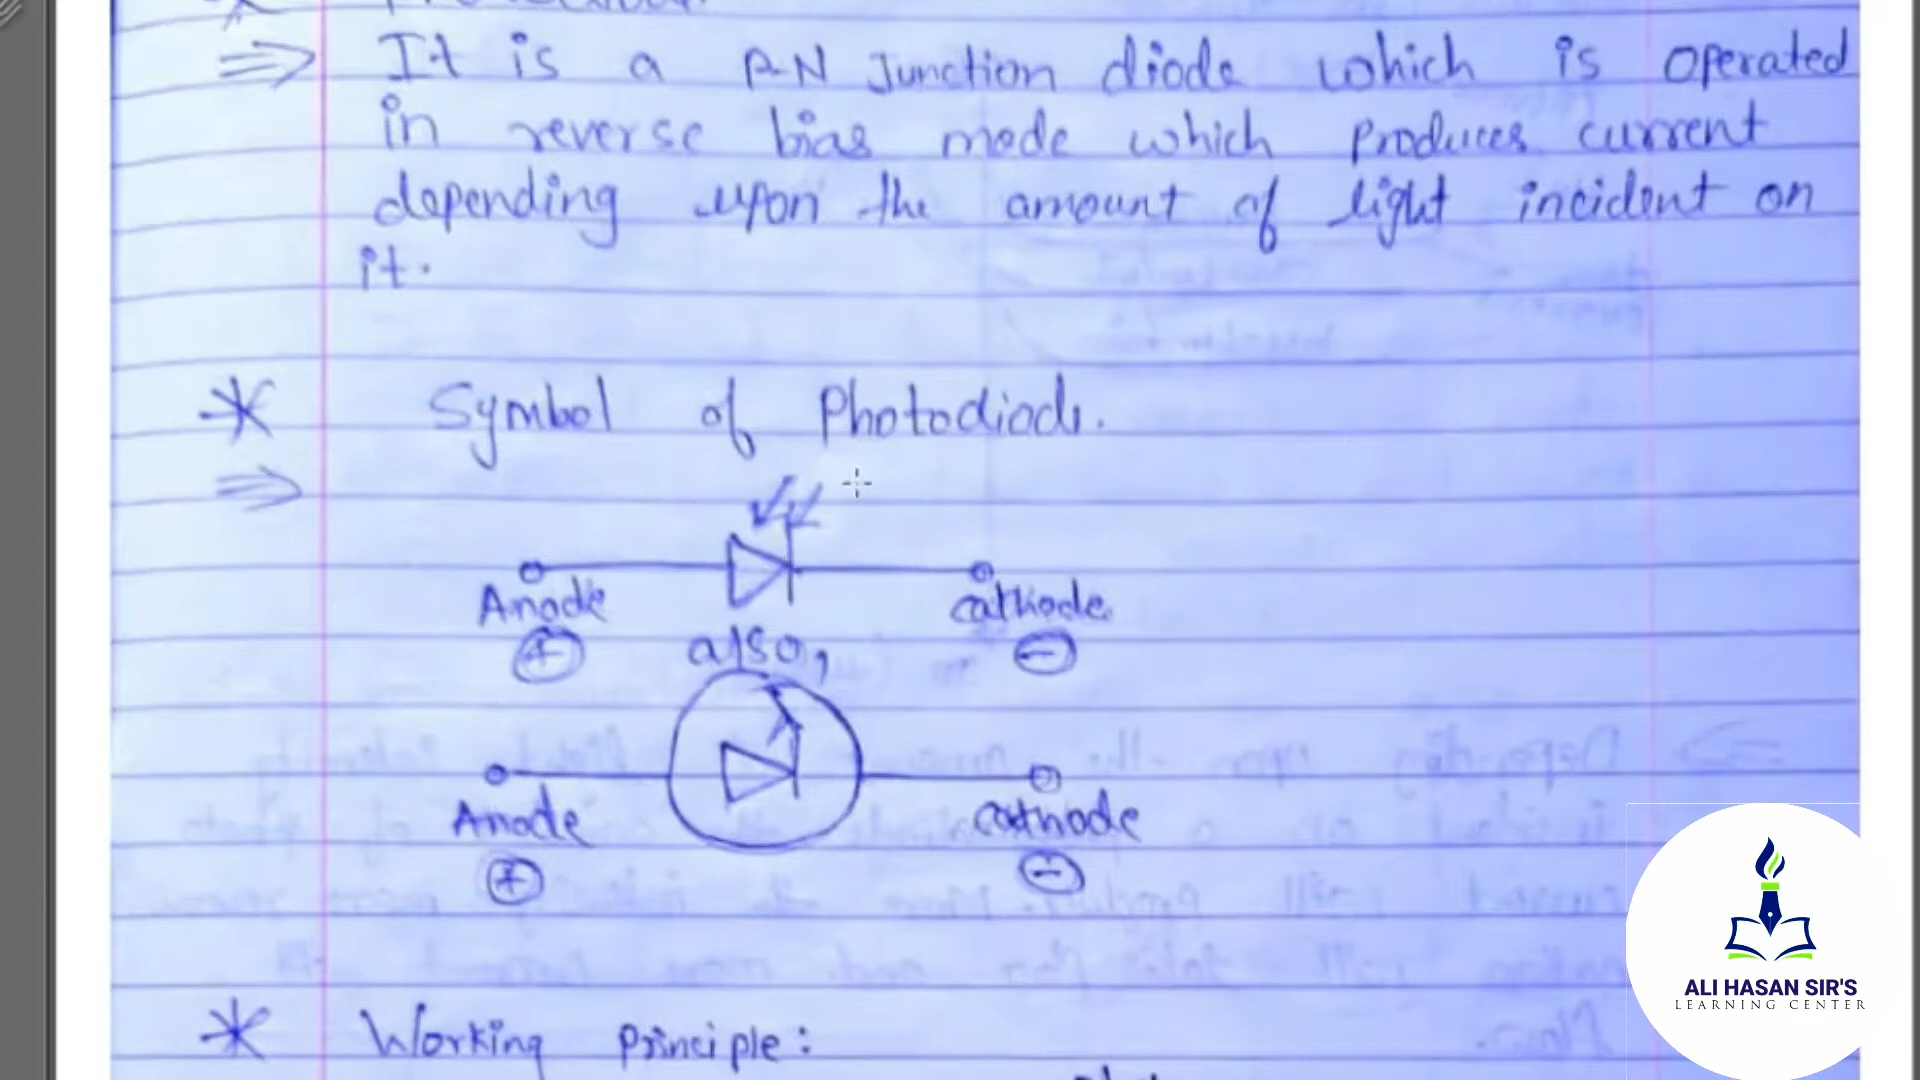 ⇒ It is a P-N Junction diode which is operated
in reverse bias mode which produces current
depending upon the amount of light incident on
it.
* Symbol of Photodiode.
⇒
Anode cathode
+ also, -
Anode cathode
+ -
* Working Principle:
ALI HASAN SIR'S
LEARNING CENTER